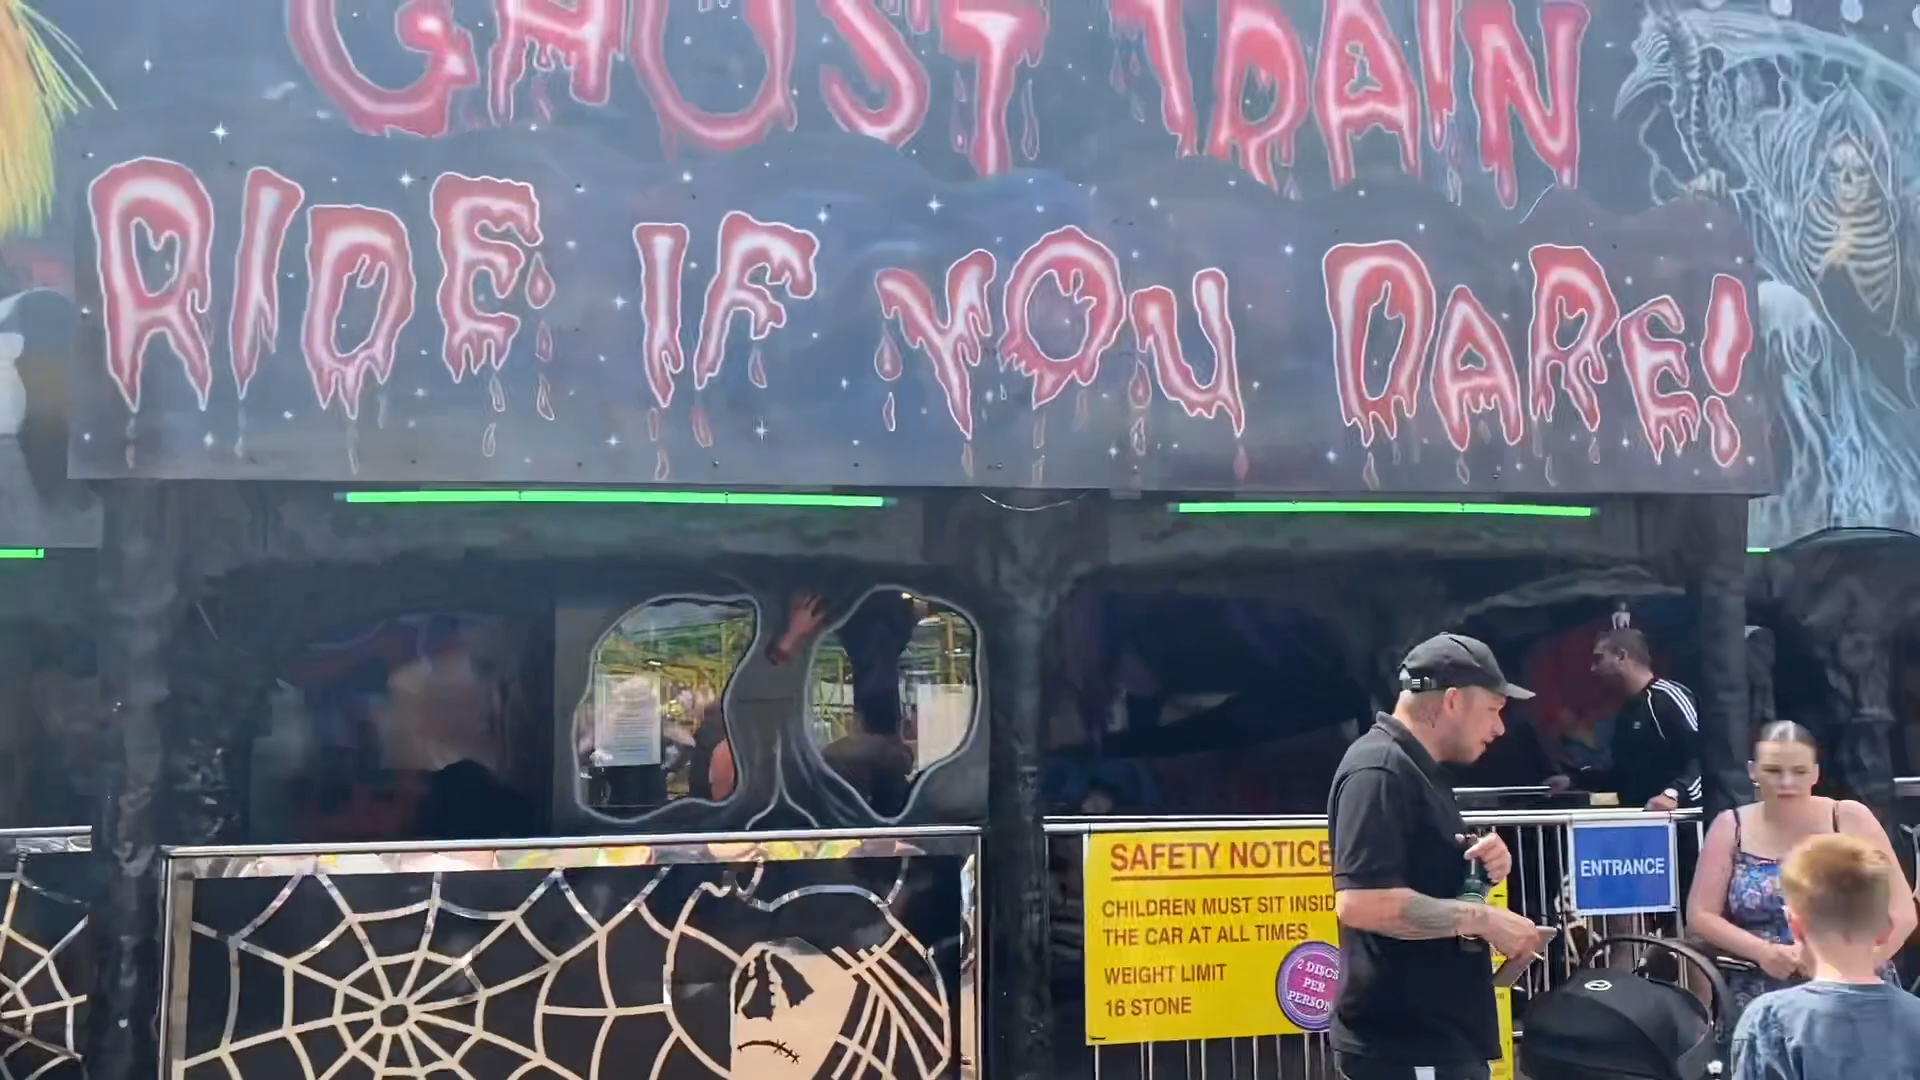 GHOST TRAIN
RIDE IF YOU DARE!
SAFETY NOTICE
CHILDREN MUST SIT INSID
THE CAR AT ALL TIMES
WEIGHT LIMIT
16 STONE
2 DISCS
PER
PERSON
ENTRANCE